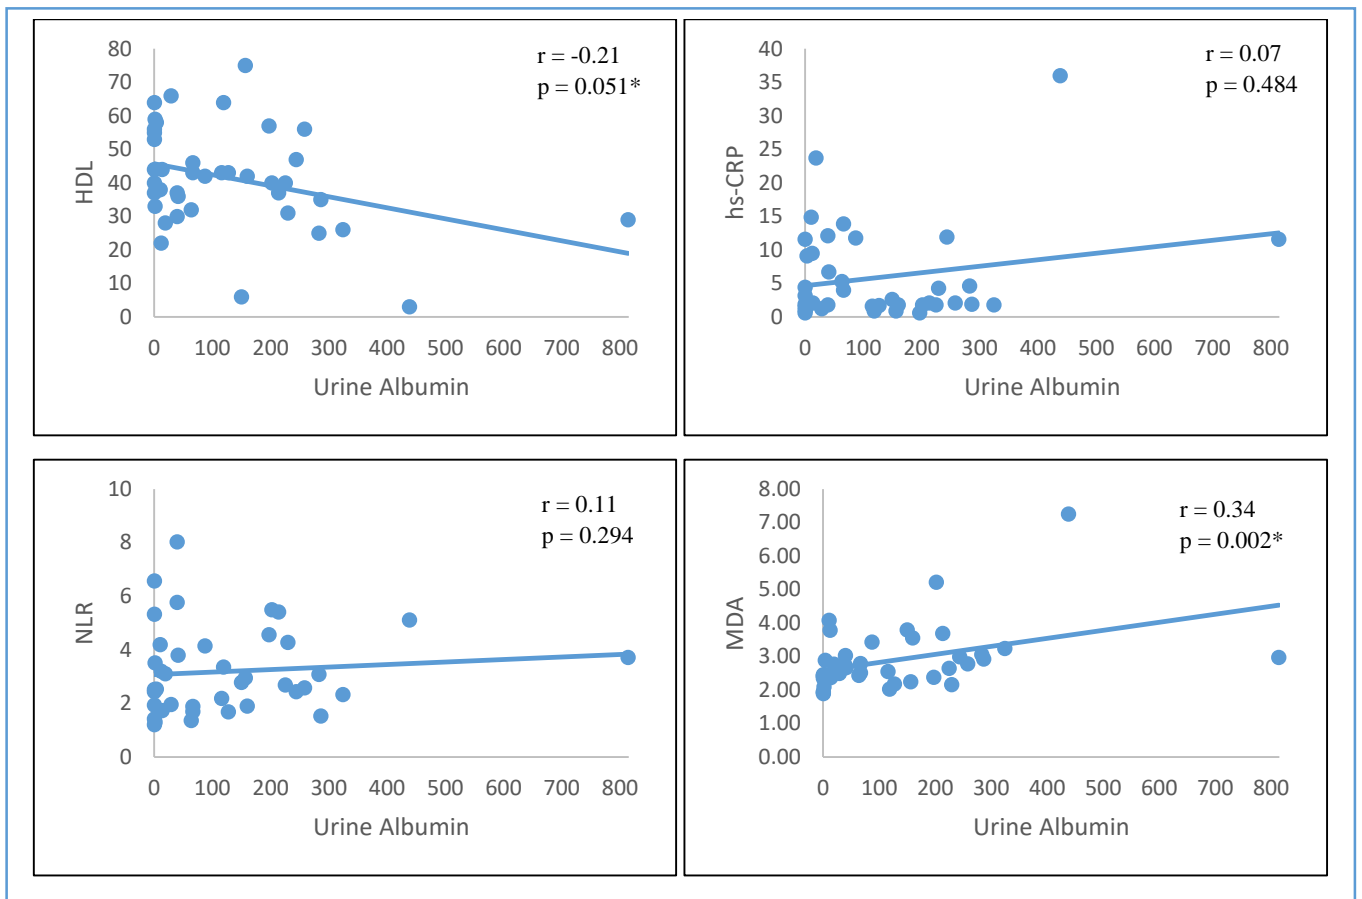 HDL
80
70
60
50
40
30
20
10
0
r = -0.21
p = 0.051*
0 100 200 300 400 500 600 700 800
Urine Albumin
hs-CRP
40
35
30
25
20
15
10
5
0
r = 0.07
p = 0.484
0 100 200 300 400 500 600 700 800
Urine Albumin
NLR
10
8
6
4
2
0
r = 0.11
p = 0.294
0 100 200 300 400 500 600 700 800
Urine Albumin
MDA
8.00
7.00
6.00
5.00
4.00
3.00
2.00
1.00
0.00
r = 0.34
p = 0.002*
0 100 200 300 400 500 600 700 800
Urine Albumin